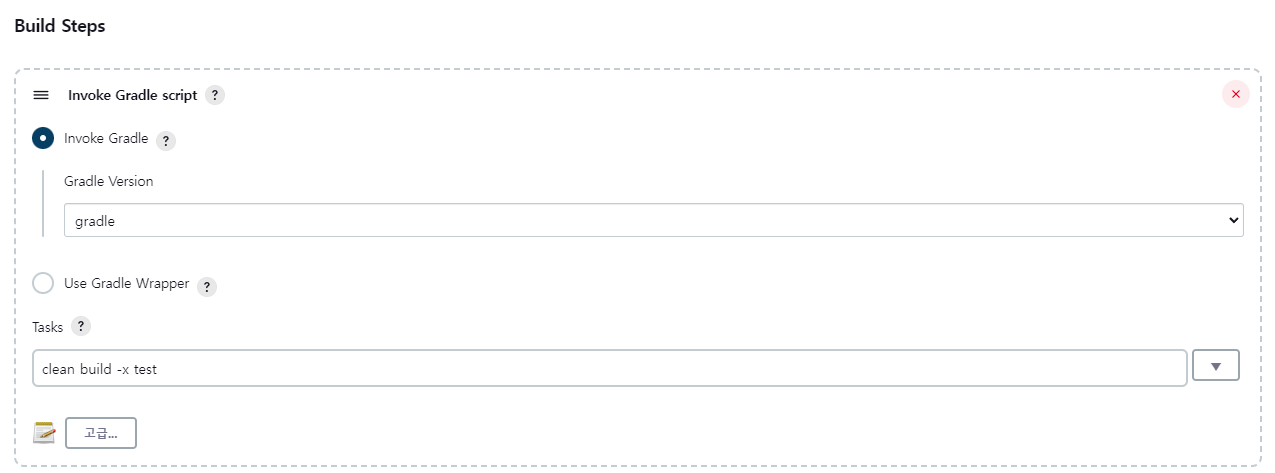 Build Steps
Invoke Gradle script ?
Invoke Gradle ?
Gradle Version
gradle
Use Gradle Wrapper ?
Tasks ?
clean build -x test
고급...